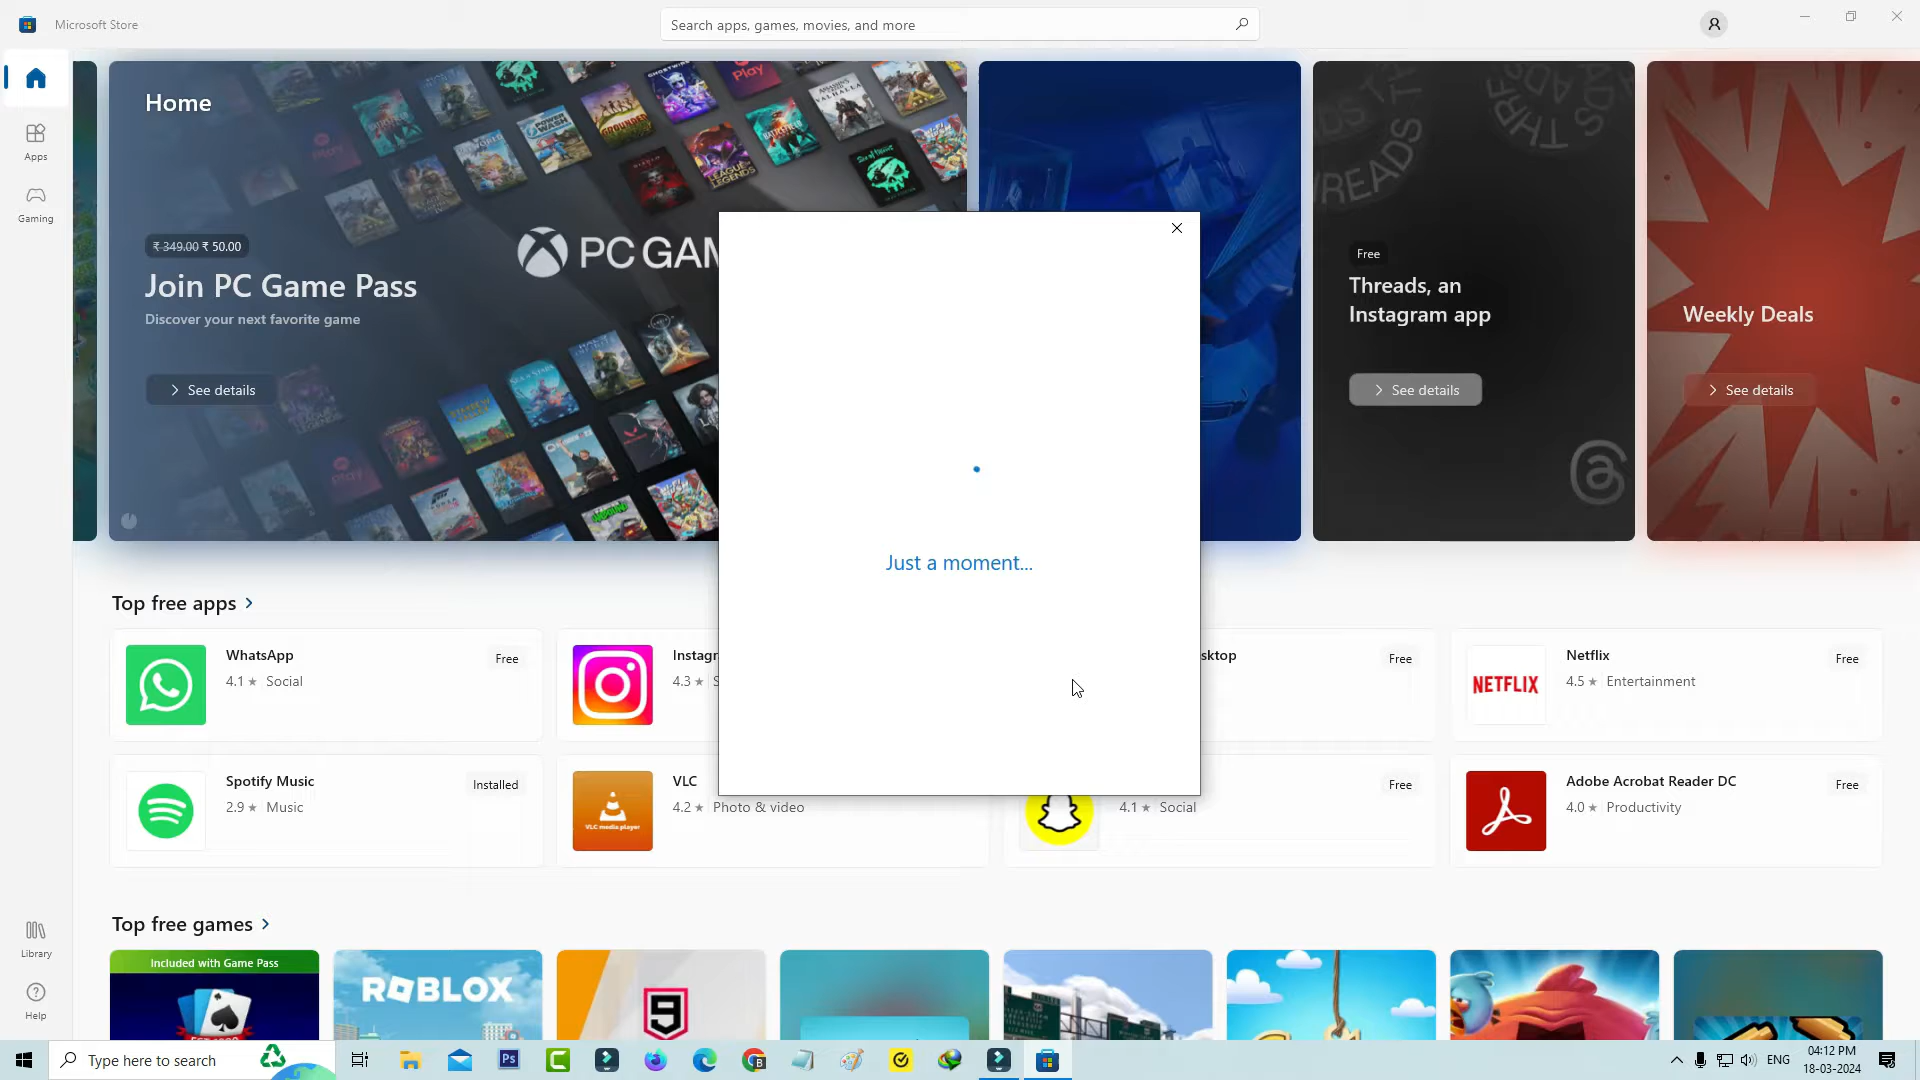 Microsoft Store
Search apps, games, movies, and more
Home
Apps
Gaming
₹ 349.00 ₹ 50.00
Join PC Game Pass
Discover your next favorite game
See details
PC GAM
Free
Threads, an
Instagram app
See details
Weekly Deals
See details
Just a moment...
Top free apps
WhatsApp
4.1 ★ Social
Free
Instagr
4.3 ★ S
sktop
Free
Netflix
4.5 ★ Entertainment
Free
NETFLIX
Spotify Music
2.9 ★ Music
Installed
VLC
4.2 ★ Photo & video
VLC media player
4.1 ★ Social
Free
Adobe Acrobat Reader DC
4.0 ★ Productivity
Free
Top free games
Included with Game Pass
ROBLOX
9
Library
Help
Type here to search
Ps
ENG
04:12 PM
18-03-2024